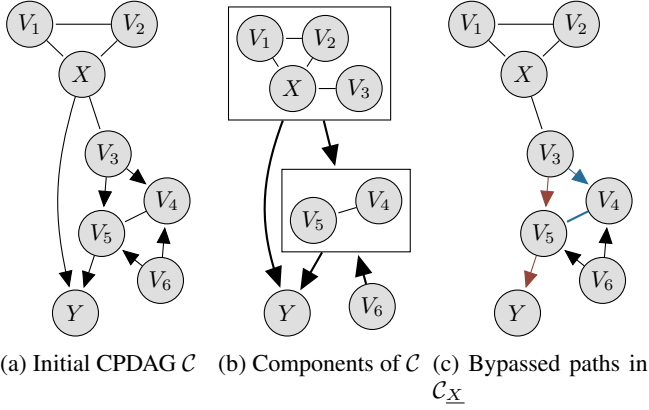 V₁ V₂
X
V₃
V₄
V₅
V₆
Y
(a) Initial CPDAG 𝒞
V₁ V₂
X V₃
V₄
V₅
V₆
Y
(b) Components of 𝒞
V₁ V₂
X
V₃
V₄
V₅
V₆
Y
(c) Bypassed paths in
𝒞_X̲